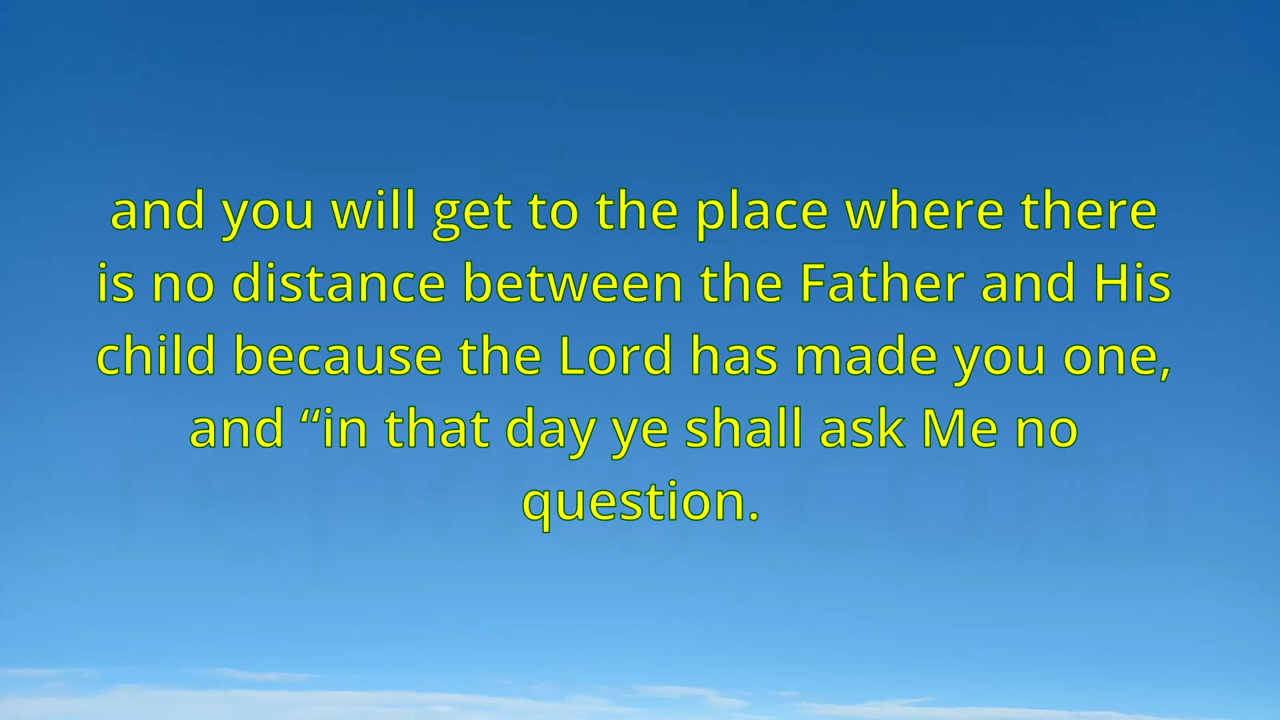 and you will get to the place where there
is no distance between the Father and His
child because the Lord has made you one,
and “in that day ye shall ask Me no
question.